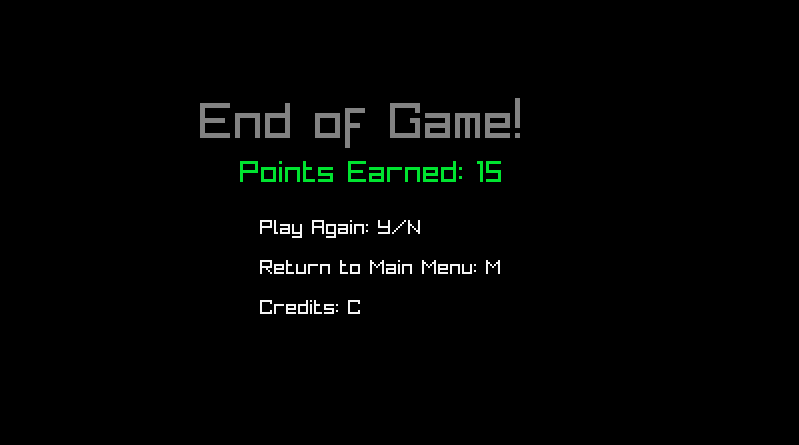 End of Game!
Points Earned: 15
Play Again: Y/N
Return to Main Menu: M
Credits: C